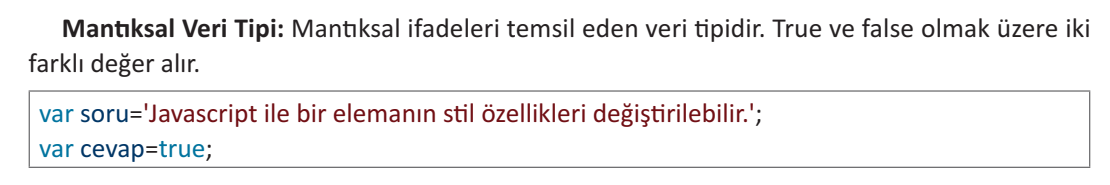 Mantıksal Veri Tipi: Mantıksal ifadeleri temsil eden veri tipidir. True ve false olmak üzere iki
farklı değer alır.
var soru='Javascript ile bir elemanın stil özellikleri değiştirilebilir.';
var cevap=true;